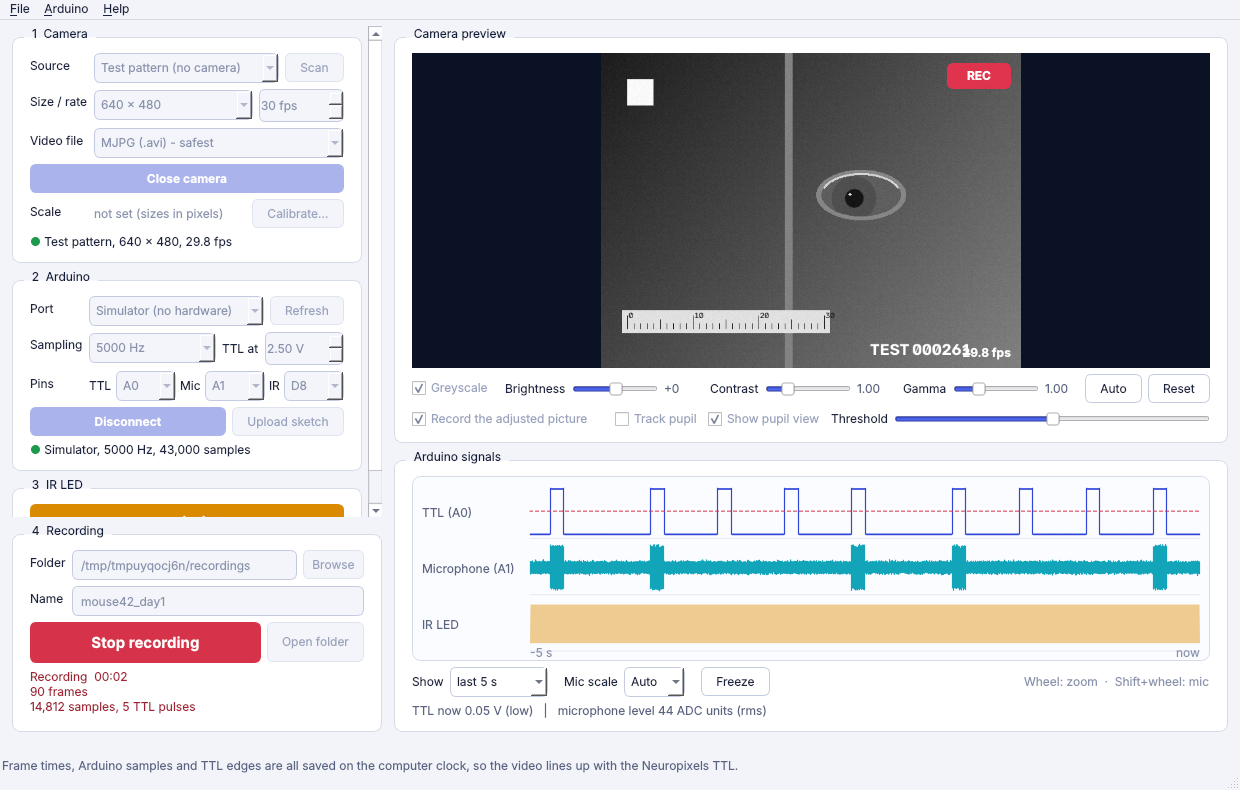 File Arduino Help
1 Camera
Source Test pattern (no camera) Scan
Size / rate 640 × 480 30 fps
Video file MJPG (.avi) - safest
Close camera
Scale not set (sizes in pixels) Calibrate...
Test pattern, 640 × 480, 29.8 fps
2 Arduino
Port Simulator (no hardware) Refresh
Sampling 5000 Hz TTL at 2.50 V
Pins TTL A0 Mic A1 IR D8
Disconnect Upload sketch
Simulator, 5000 Hz, 43,000 samples
3 IR LED
4 Recording
Folder /tmp/tmpuyqocj6n/recordings Browse
Name mouse42_day1
Stop recording Open folder
Recording 00:02
90 frames
14,812 samples, 5 TTL pulses
Camera preview
REC
0 10 20 30
TEST 000261 29.8 fps
Greyscale Brightness +0 Contrast 1.00 Gamma 1.00 Auto Reset
Record the adjusted picture Track pupil Show pupil view Threshold
Arduino signals
TTL (A0)
Microphone (A1)
IR LED
-5 s now
Show last 5 s Mic scale Auto Freeze Wheel: zoom · Shift+wheel: mic
TTL now 0.05 V (low) | microphone level 44 ADC units (rms)
Frame times, Arduino samples and TTL edges are all saved on the computer clock, so the video lines up with the Neuropixels TTL.